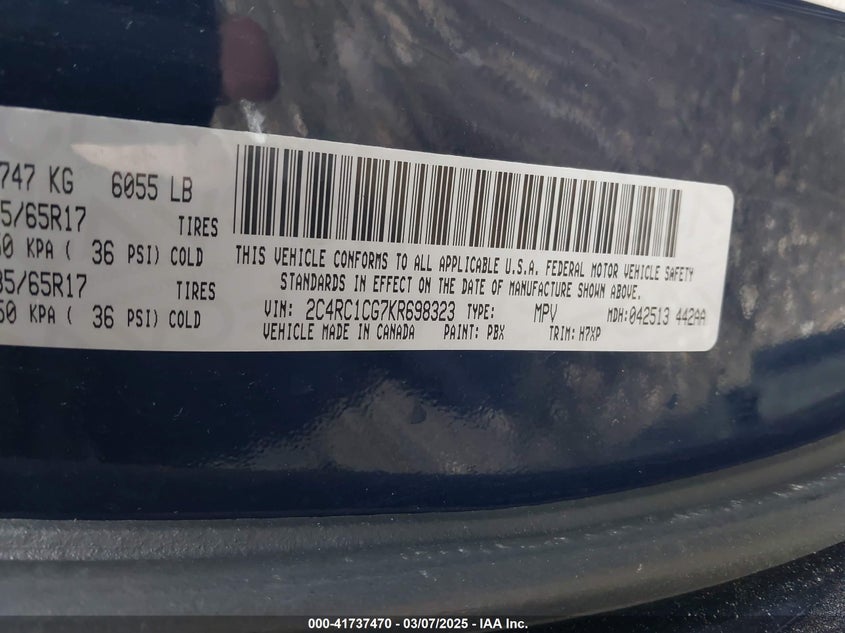 747 KG 6055 LB
5/65R17 TIRES
50 KPA ( 36 PSI) COLD
35/65R17 TIRES
50 KPA ( 36 PSI) COLD
THIS VEHICLE CONFORMS TO ALL APPLICABLE U.S.A. FEDERAL MOTOR VEHICLE SAFETY
STANDARDS IN EFFECT ON THE DATE OF MANUFACTURE SHOWN ABOVE.
VIN: 2C4RC1CG7KR698323 TYPE: MPV MDH: 042513 442AA
VEHICLE MADE IN CANADA PAINT: PBX TRIM: H7XP
000-41737470 - 03/07/2025 - IAA Inc.